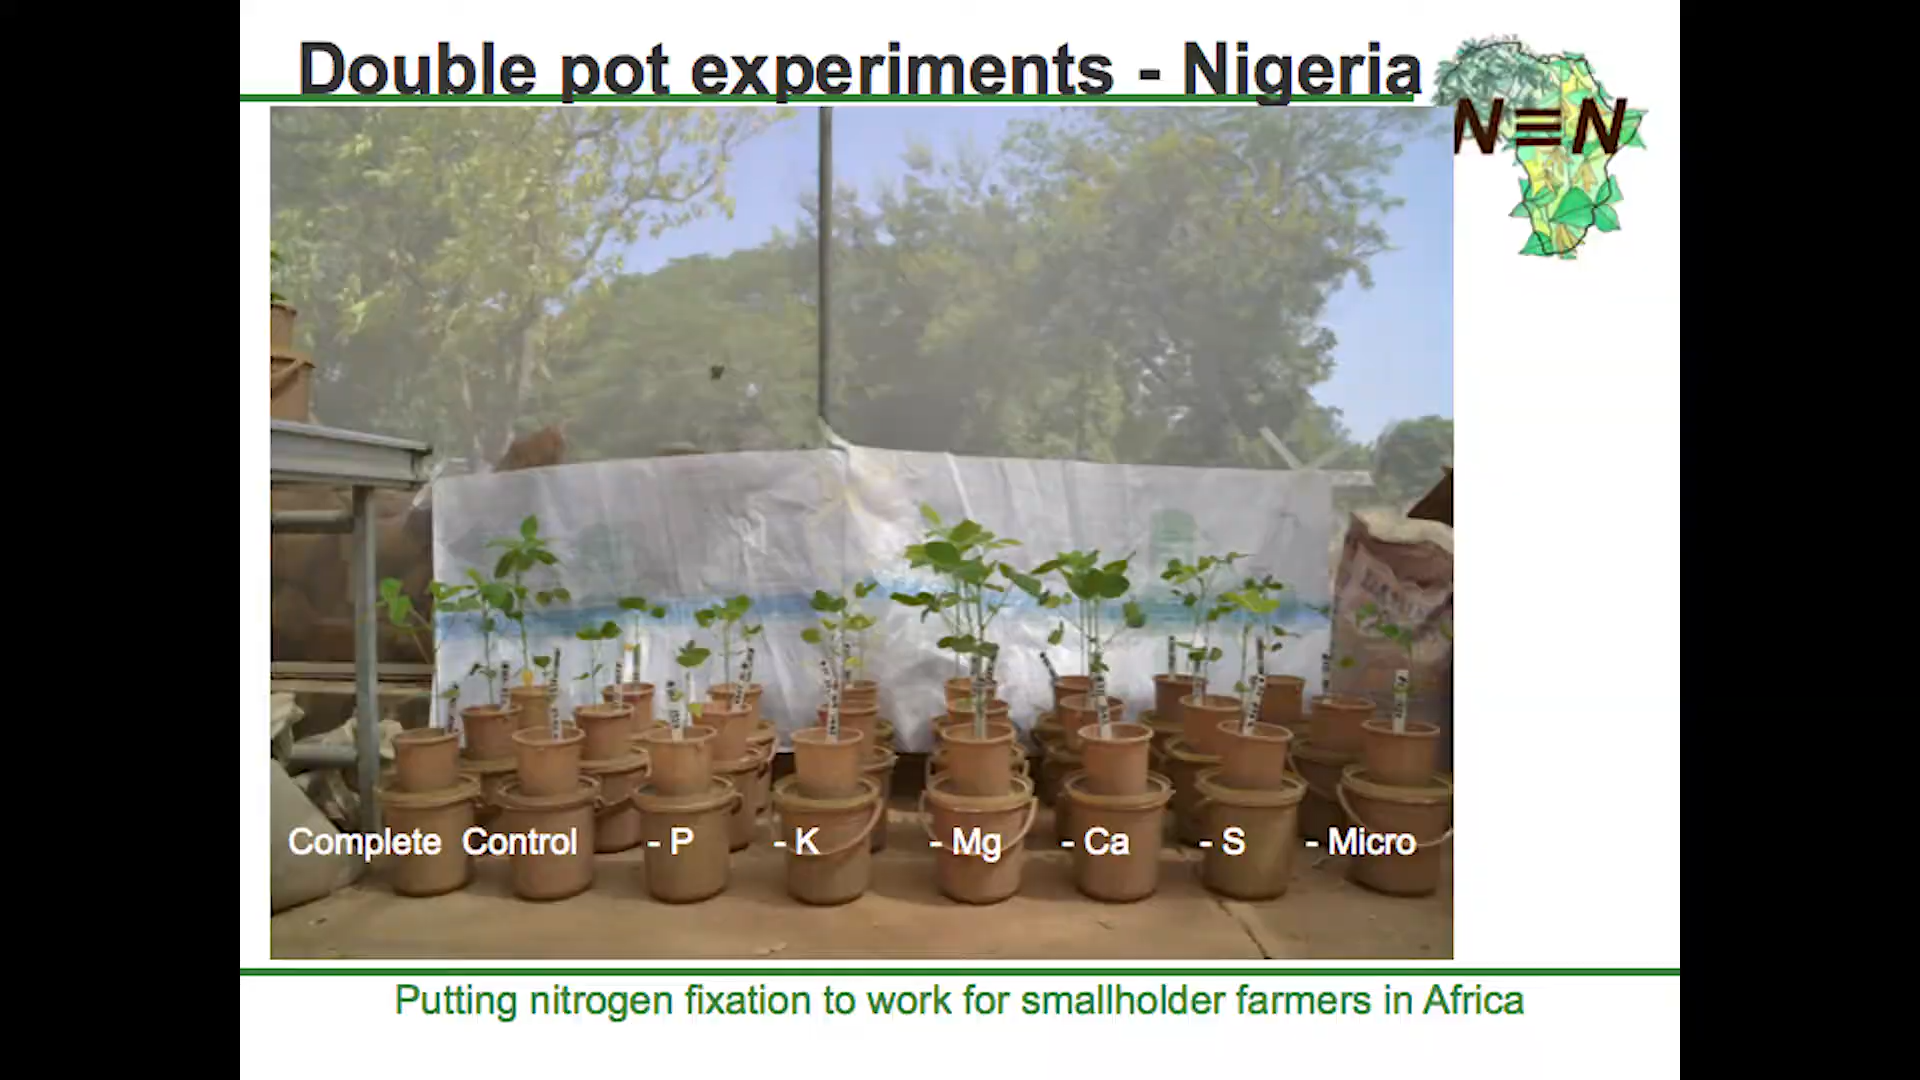 Double pot experiments - Nigeria
N≡N
Complete Control - P - K - Mg - Ca - S - Micro
Putting nitrogen fixation to work for smallholder farmers in Africa